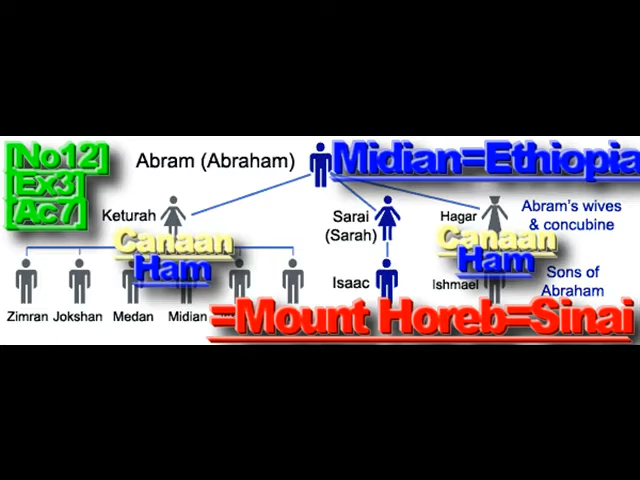 [No12]
[Ex3]
[Ac7]
Abram (Abraham)
Midian=Ethiopia
Keturah
Sarai
(Sarah)
Hagar
Abram's wives
& concubine
Canaan
Ham
Canaan
Ham
Isaac
Ishmael
Sons of
Abraham
Zimran Jokshan Medan Midian
=Mount Horeb=Sinai